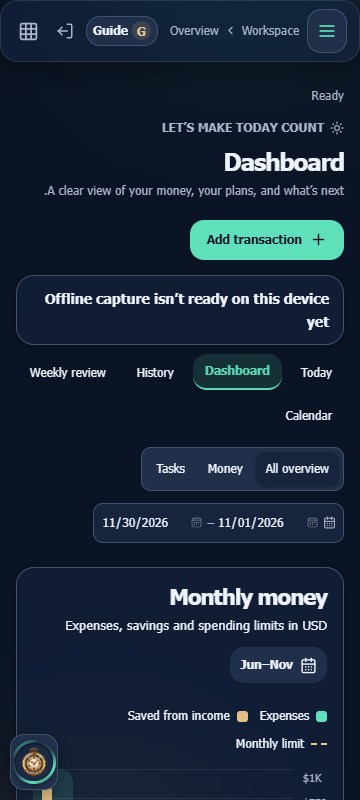 Guide G Overview < Workspace
Ready
LET'S MAKE TODAY COUNT
Dashboard
.A clear view of your money, your plans, and what's next
Add transaction +
Offline capture isn't ready on this device
yet
Weekly review History Dashboard Today
Calendar
Tasks Money All overview
11/30/2026 – 11/01/2026
Monthly money
Expenses, savings and spending limits in USD
Jun–Nov
Saved from income Expenses
Monthly limit
$1K